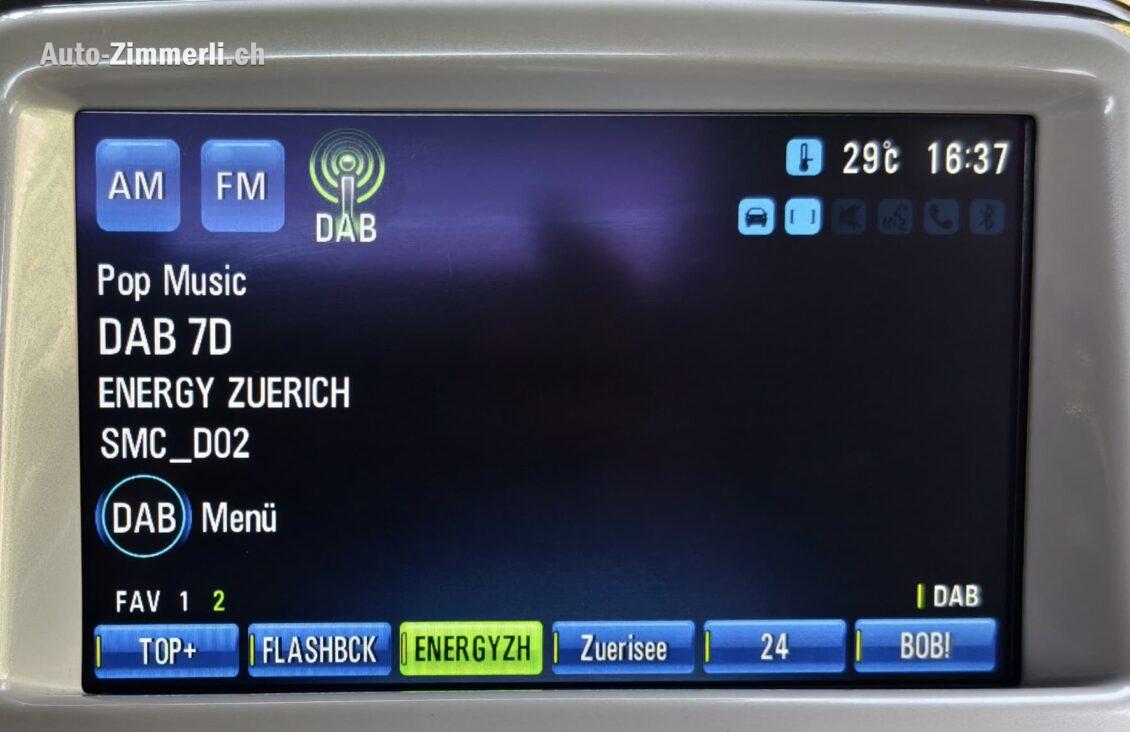 Auto-Zimmerli.ch
AM FM DAB
29°C 16:37
Pop Music
DAB 7D
ENERGY ZUERICH
SMC_D02
DAB Menü
FAV 1 2
DAB
TOP+ FLASHBCK ENERGYZH Zuerisee 24 BOB!